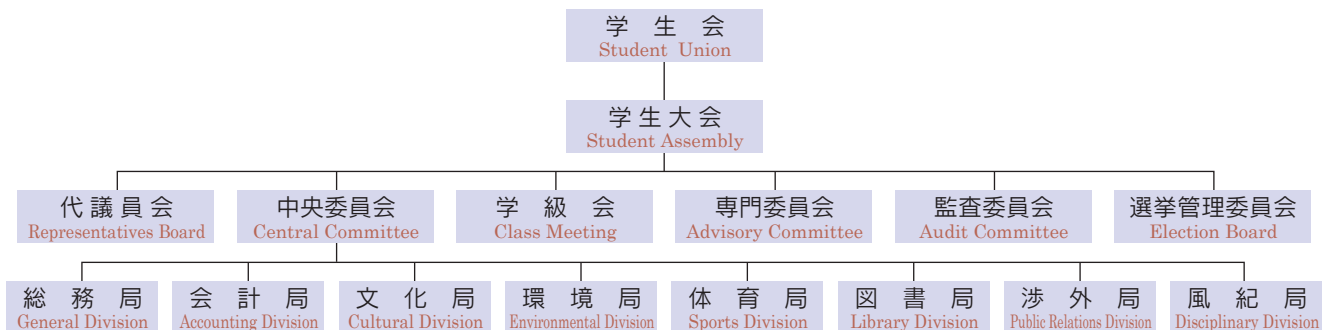 学生会
Student Union
学生大会
Student Assembly
代議員会
Representatives Board
中央委員会
Central Committee
学級会
Class Meeting
専門委員会
Advisory Committee
監査委員会
Audit Committee
選挙管理委員会
Election Board
総務局
General Division
会計局
Accounting Division
文化局
Cultural Division
環境局
Environmental Division
体育局
Sports Division
図書局
Library Division
渉外局
Public Relations Division
風紀局
Disciplinary Division